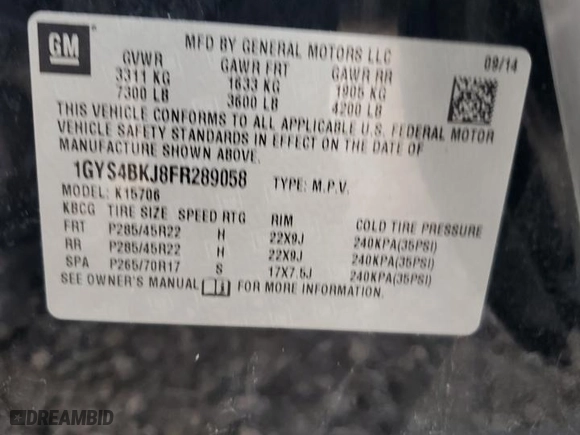 GM
MFD BY GENERAL MOTORS LLC
09/14
GVWR GAWR FRT GAWR RR
3311 KG 1633 KG 1905 KG
7300 LB 3600 LB 4200 LB
THIS VEHICLE CONFORMS TO ALL APPLICABLE U.S. FEDERAL MOTOR
VEHICLE SAFETY STANDARDS IN EFFECT ON THE DATE OF
MANUFACTURE SHOWN ABOVE.
1GYS4BKJ8FR289058 TYPE: M.P.V.
MODEL: K15706
KBCG TIRE SIZE SPEED RTG RIM COLD TIRE PRESSURE
FRT P285/45R22 H 22X9J 240KPA(35PSI)
RR P285/45R22 H 22X9J 240KPA(35PSI)
SPA P265/70R17 S 17X7.5J 240KPA(35PSI)
SEE OWNER'S MANUAL FOR MORE INFORMATION.
DREAMBID